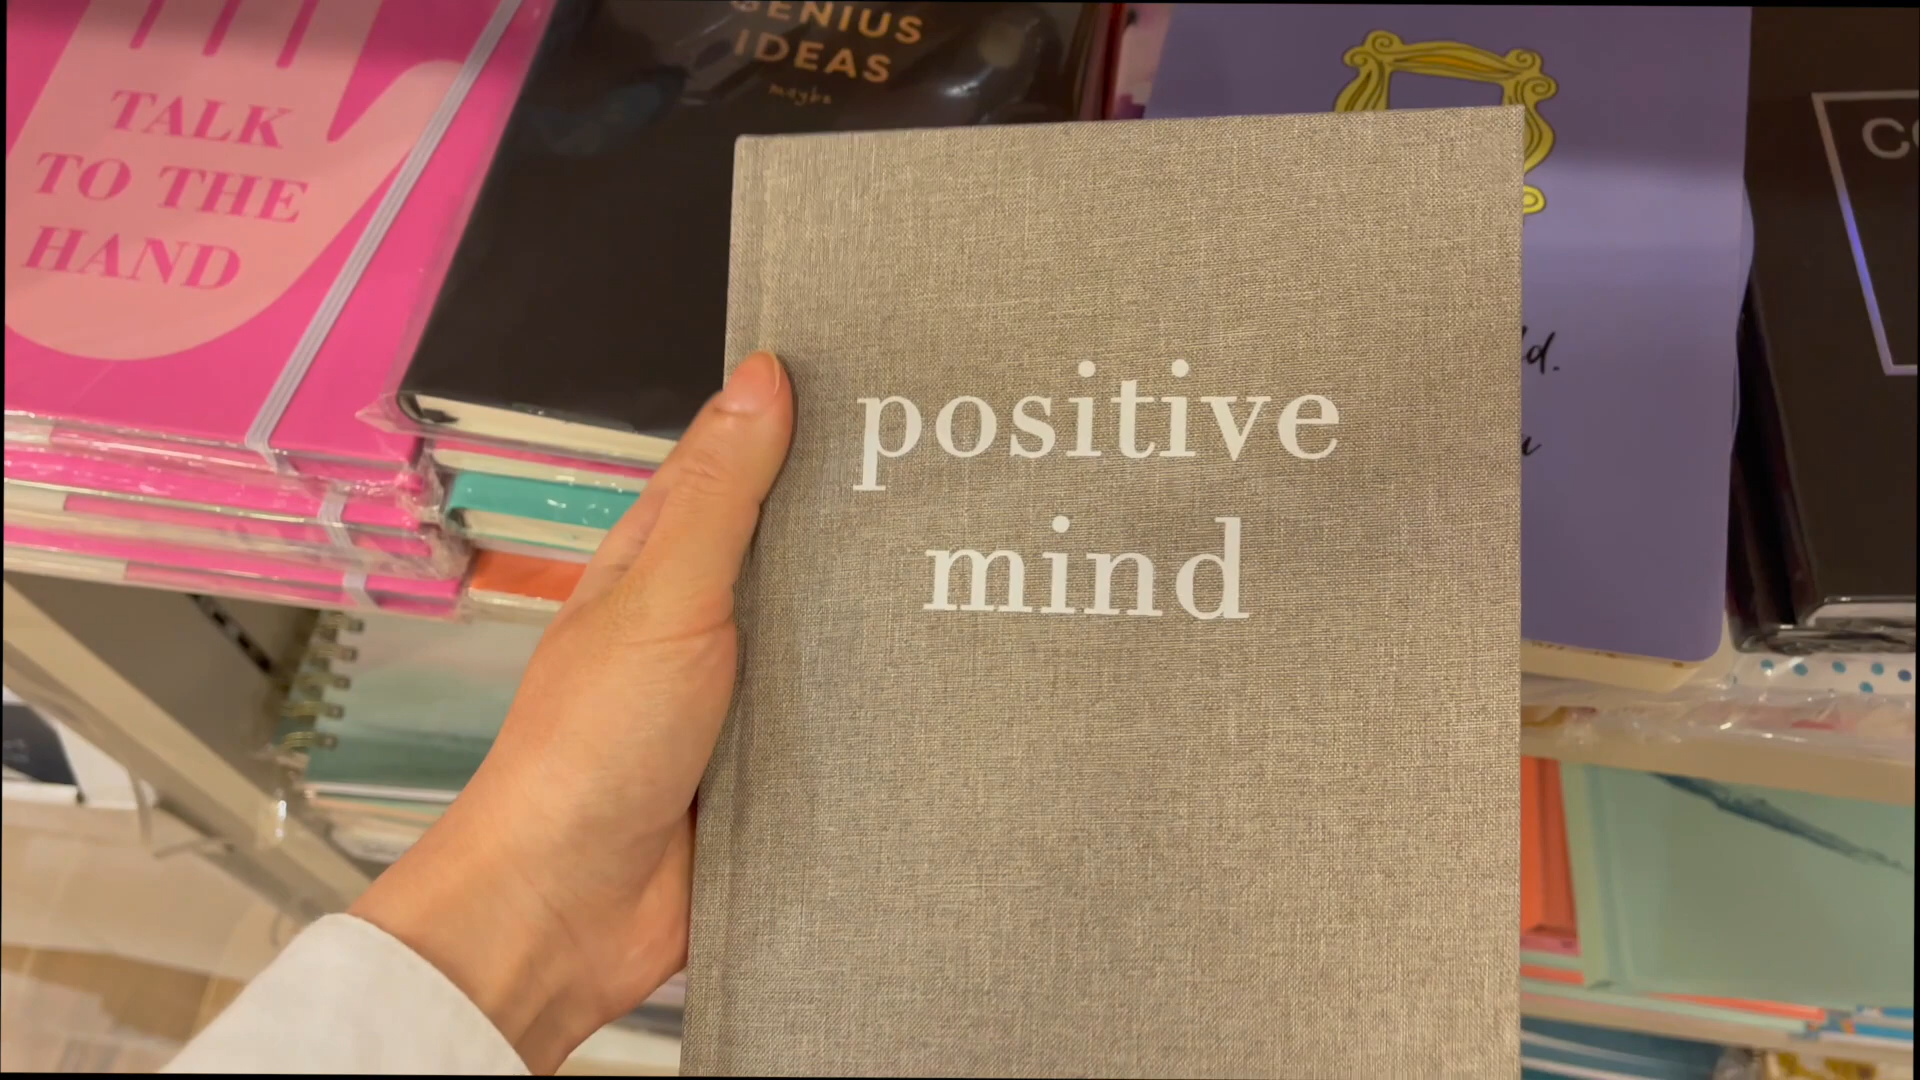 TALK
TO THE
HAND
GENIUS
IDEAS
maybe
positive
mind